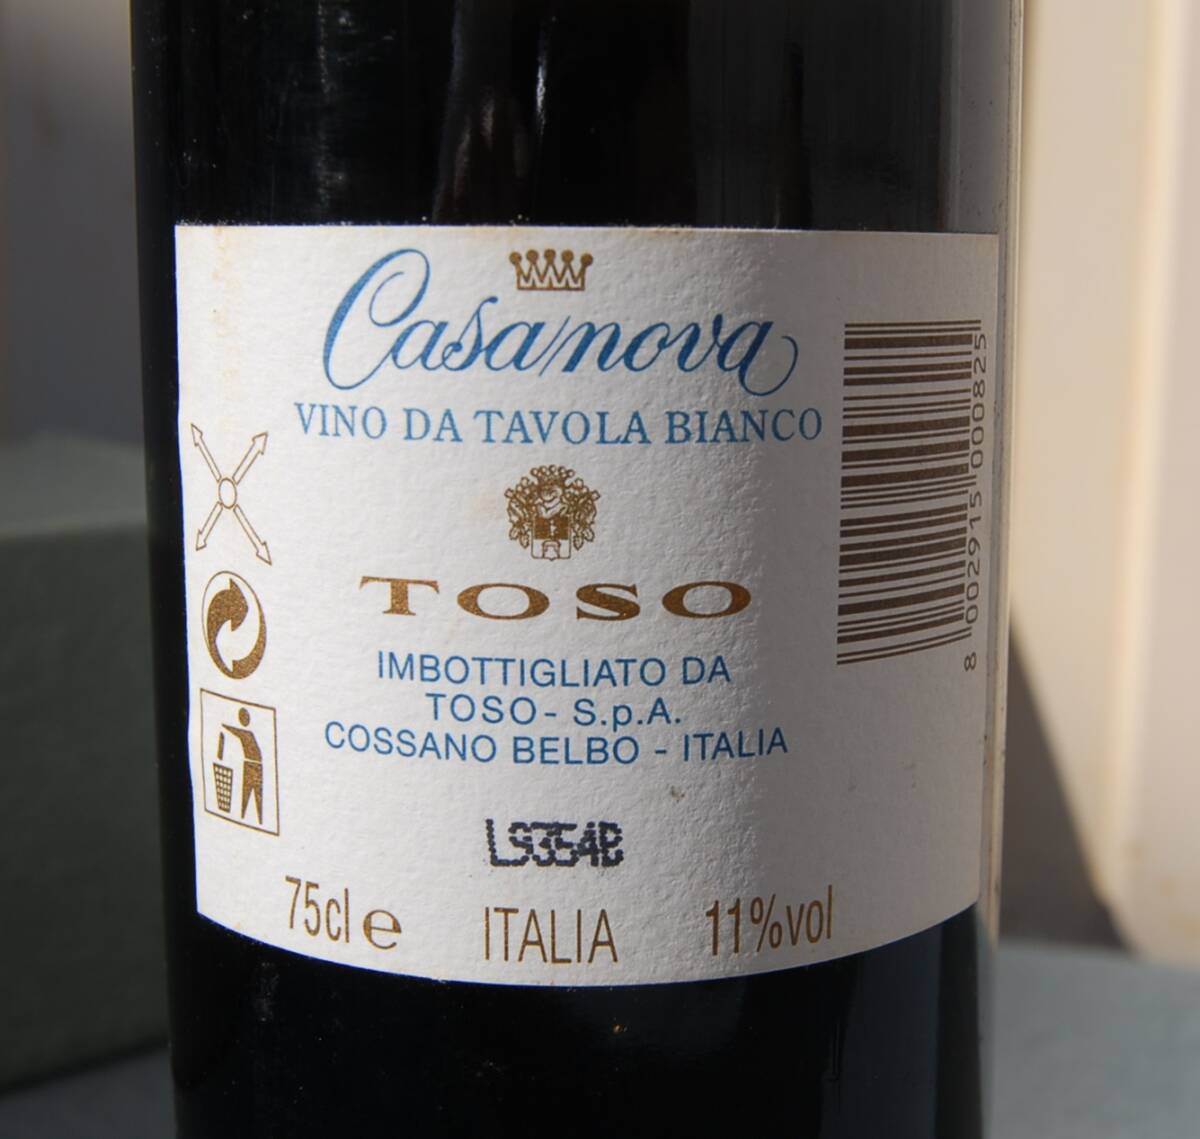 Casanova
VINO DA TAVOLA BIANCO
TOSO
IMBOTTIGLIATO DA
TOSO - S.p.A.
COSSANO BELBO - ITALIA
L9354B
75cl e ITALIA 11%vol
8 002915 000825